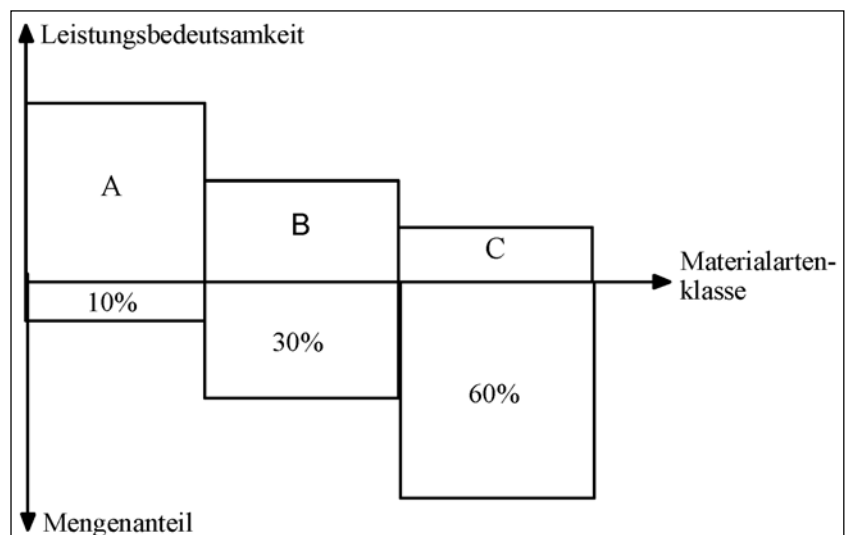 Leistungsbedeutsamkeit
A
B
C
Materialarten-
klasse
10%
30%
60%
Mengenanteil